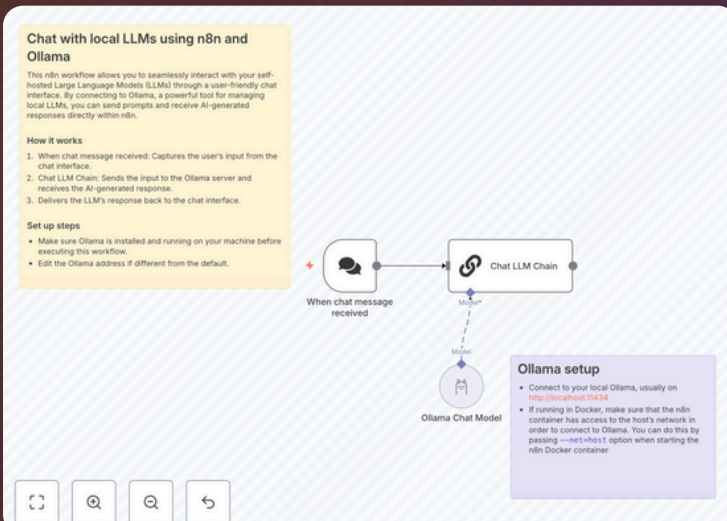 Chat with local LLMs using n8n and
Ollama
This n8n workflow allows you to seamlessly interact with your self-
hosted Large Language Models (LLMs) through a user-friendly chat
interface. By connecting to Ollama, a powerful tool for managing
local LLMs, you can send prompts and receive AI-generated
responses directly within n8n.
How it works
1. When chat message received: Captures the user's input from the
chat interface.
2. Chat LLM Chain: Sends the input to the Ollama server and
receives the AI-generated response.
3. Delivers the LLM's response back to the chat interface.
Set up steps
• Make sure Ollama is installed and running on your machine before
executing this workflow.
• Edit the Ollama address if different from the default.
When chat message
received
Chat LLM Chain
Model*
Model
Ollama Chat Model
Ollama setup
• Connect to your local Ollama, usually on
http://localhost:11434
• If running in Docker, make sure that the n8n
container has access to the host's network in
order to connect to Ollama. You can do this by
passing --net=host option when starting the
n8n Docker container